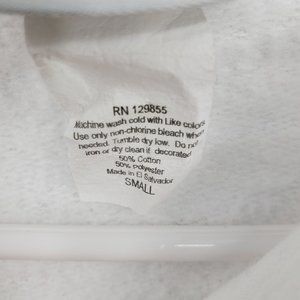 RN 129855
Machine wash cold with Like colors
Use only non-chlorine bleach when
needed. Tumble dry low. Do not
iron or dry clean if decorated
50% Cotton
50% Polyester
Made in El Salvador
SMALL